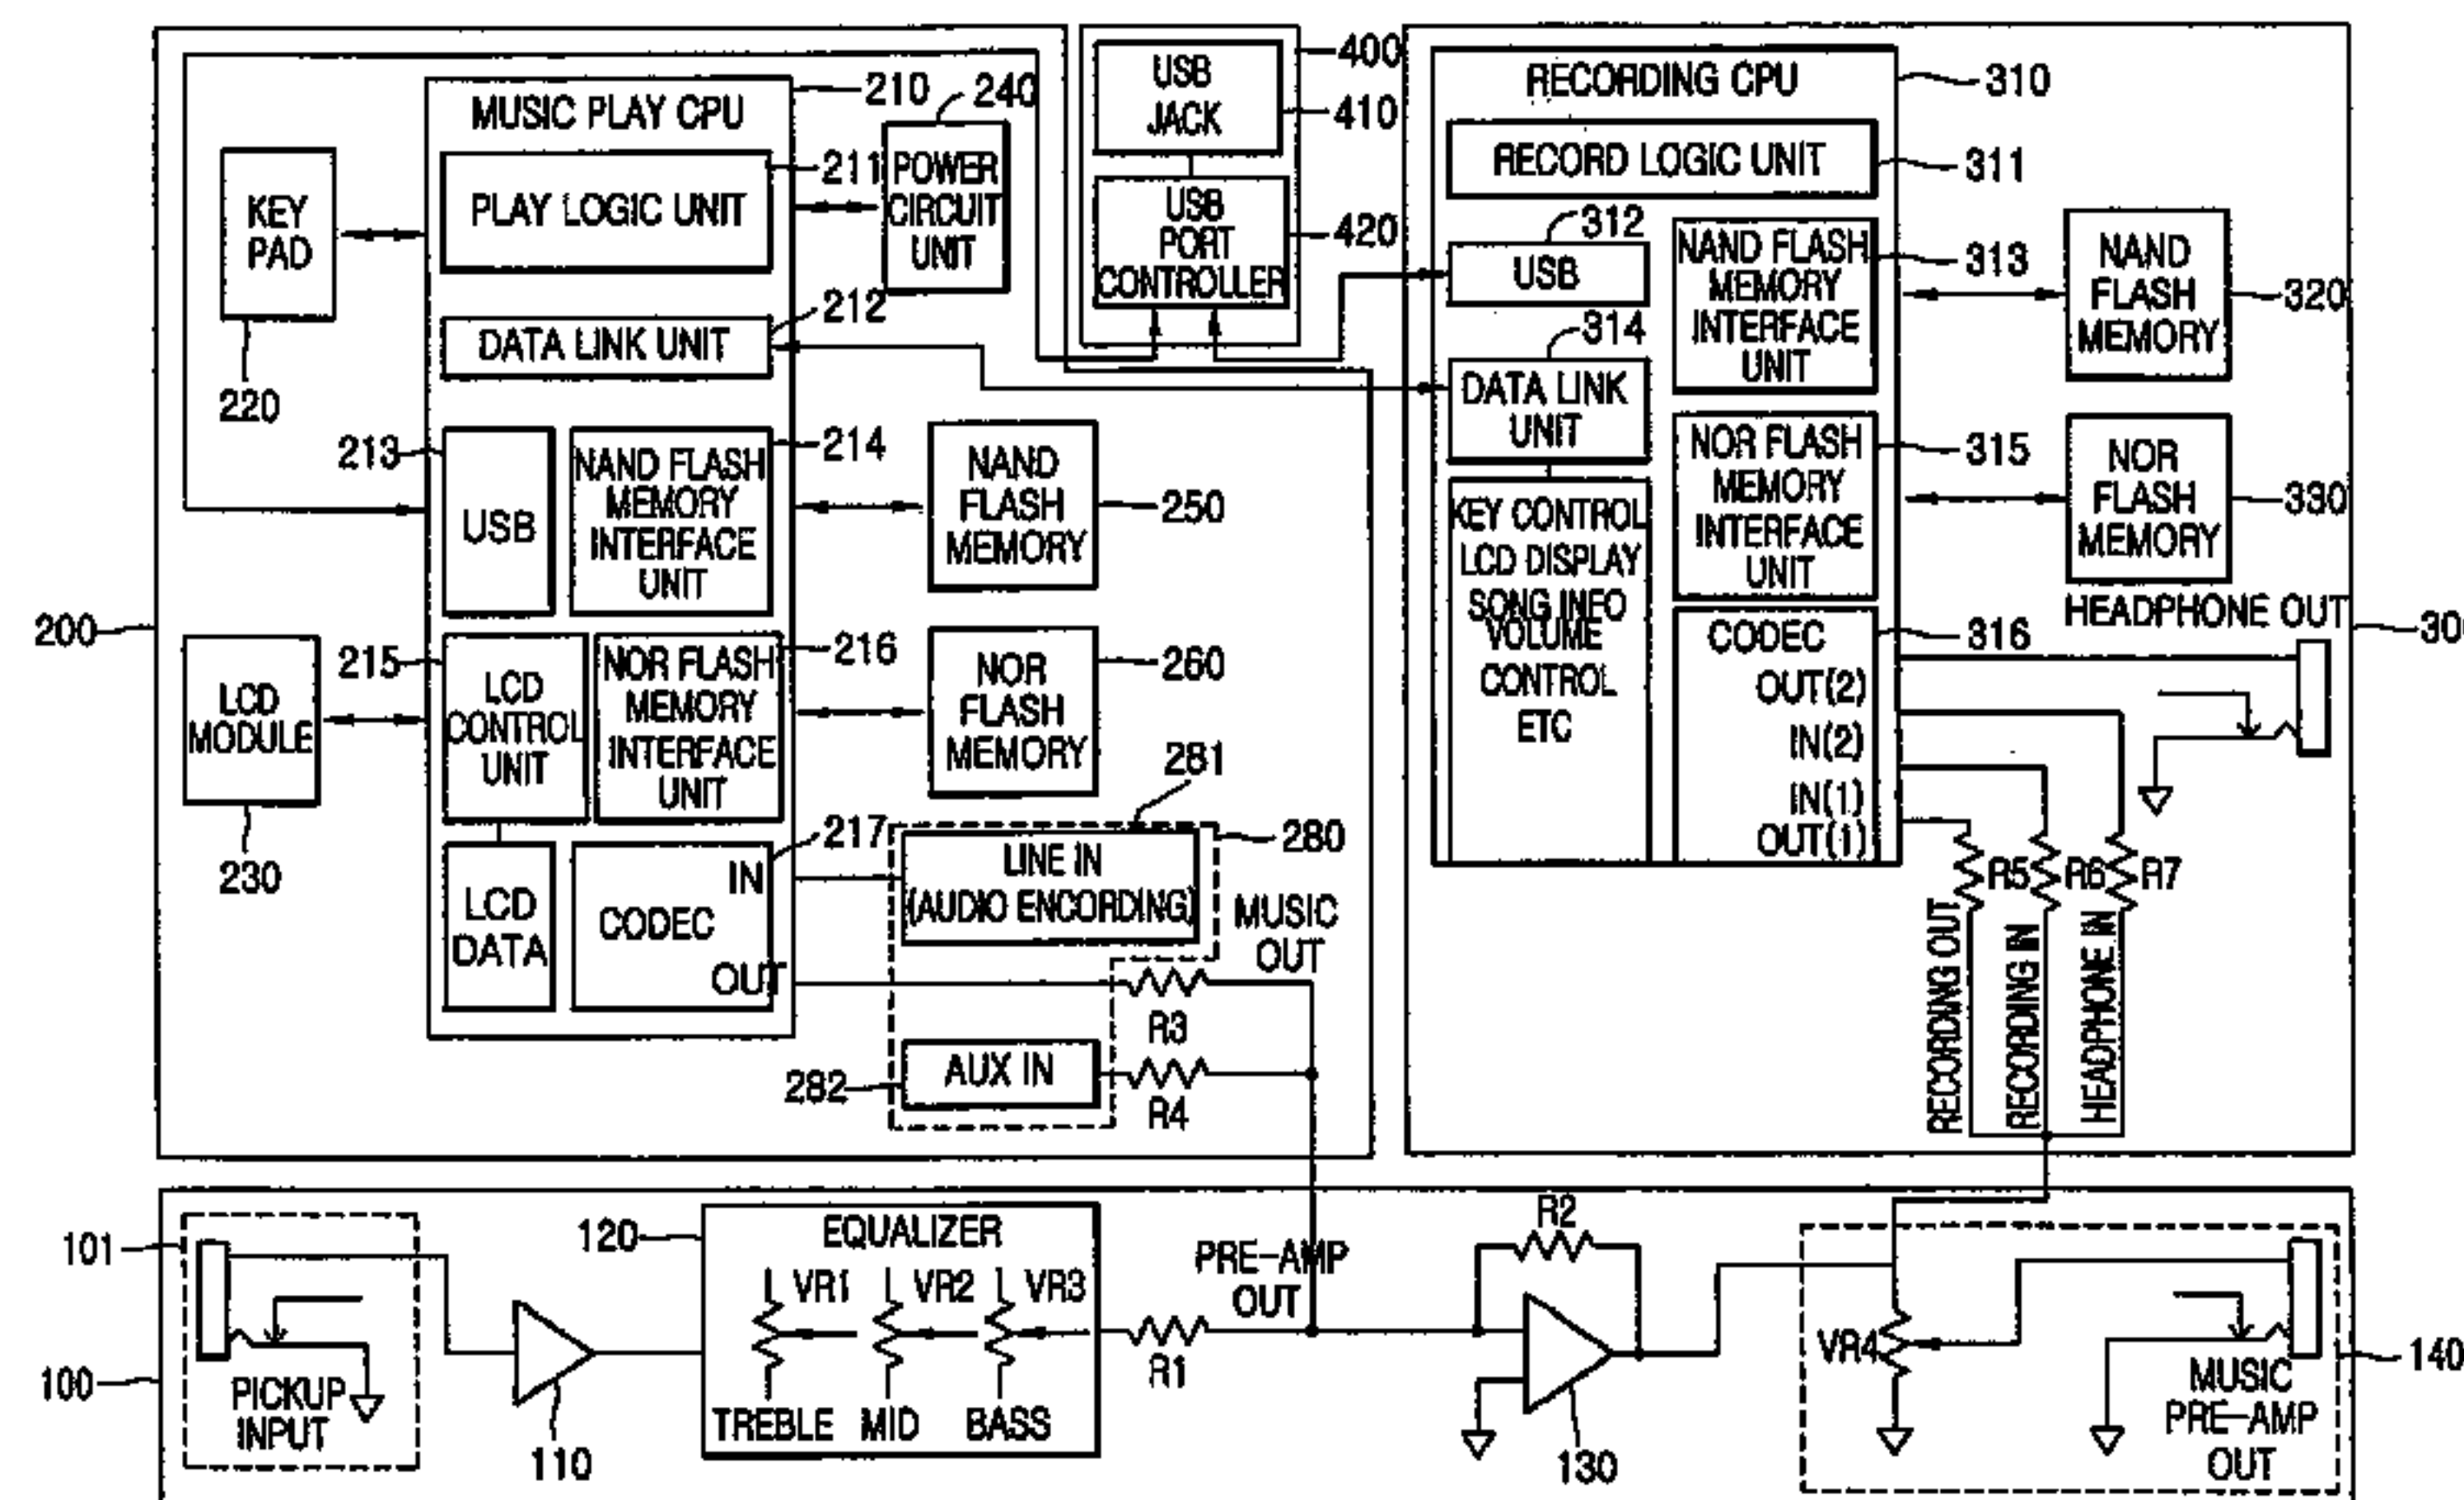 400
USB
JACK
410
USB
PORT
CONTROLLER
420
200
MUSIC PLAY CPU
210
240
PLAY LOGIC UNIT
211
POWER
CIRCUIT
UNIT
KEY
PAD
220
DATA LINK UNIT
212
213
USB
NAND FLASH
MEMORY
INTERFACE
UNIT
214
NAND
FLASH
MEMORY
250
LCD
MODULE
230
215
LCD
CONTROL
UNIT
NOR FLASH
MEMORY
INTERFACE
UNIT
216
NOR
FLASH
MEMORY
260
LCD
DATA
217
IN
CODEC
OUT
281
280
LINE IN
(AUDIO ENCORDING)
MUSIC
OUT
R3
282
AUX IN
R4
RECORDING CPU
310
RECORD LOGIC UNIT
311
312
USB
NAND FLASH
MEMORY
INTERFACE
UNIT
313
NAND
FLASH
MEMORY
320
314
DATA LINK
UNIT
NOR FLASH
MEMORY
INTERFACE
UNIT
315
NOR
FLASH
MEMORY
330
KEY CONTROL
LCD DISPLAY
SONG INFO
VOLUME
CONTROL
ETC
HEADPHONE OUT
30
CODEC
316
OUT(2)
IN(2)
IN(1)
OUT(1)
R5
R6
R7
RECORDING OUT
RECORDING IN
HEADPHONE IN
101
100
PICKUP
INPUT
110
120
EQUALIZER
VR1
VR2
VR3
TREBLE
MID
BASS
R1
PRE-AMP
OUT
R2
130
VR4
MUSIC
PRE-AMP
OUT
140